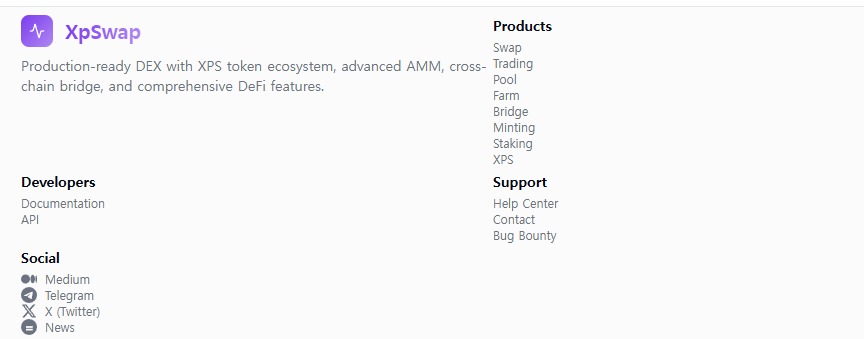 XpSwap
Production-ready DEX with XPS token ecosystem, advanced AMM, cross-
chain bridge, and comprehensive DeFi features.
Products
Swap
Trading
Pool
Farm
Bridge
Minting
Staking
XPS
Developers
Documentation
API
Support
Help Center
Contact
Bug Bounty
Social
Medium
Telegram
X (Twitter)
News